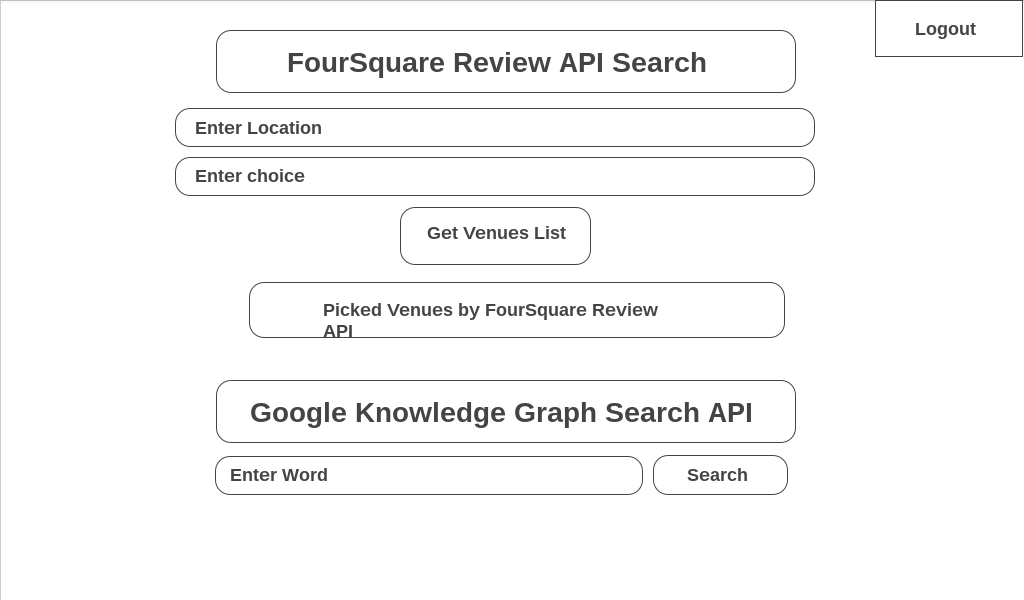 Logout
FourSquare Review API Search
Enter Location
Enter choice
Get Venues List
Picked Venues by FourSquare Review
API
Google Knowledge Graph Search API
Enter Word
Search